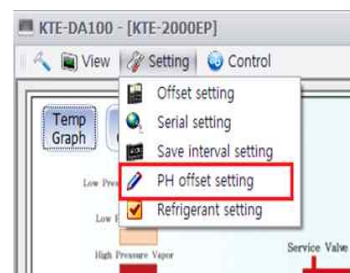 KTE-DA100 - [KTE-2000EP]
View Setting Control
Offset setting
Serial setting
Save interval setting
PH offset setting
Refrigerant setting
Temp
Graph
Low Pres
Low P
High Pressure Vapor
Service Valve